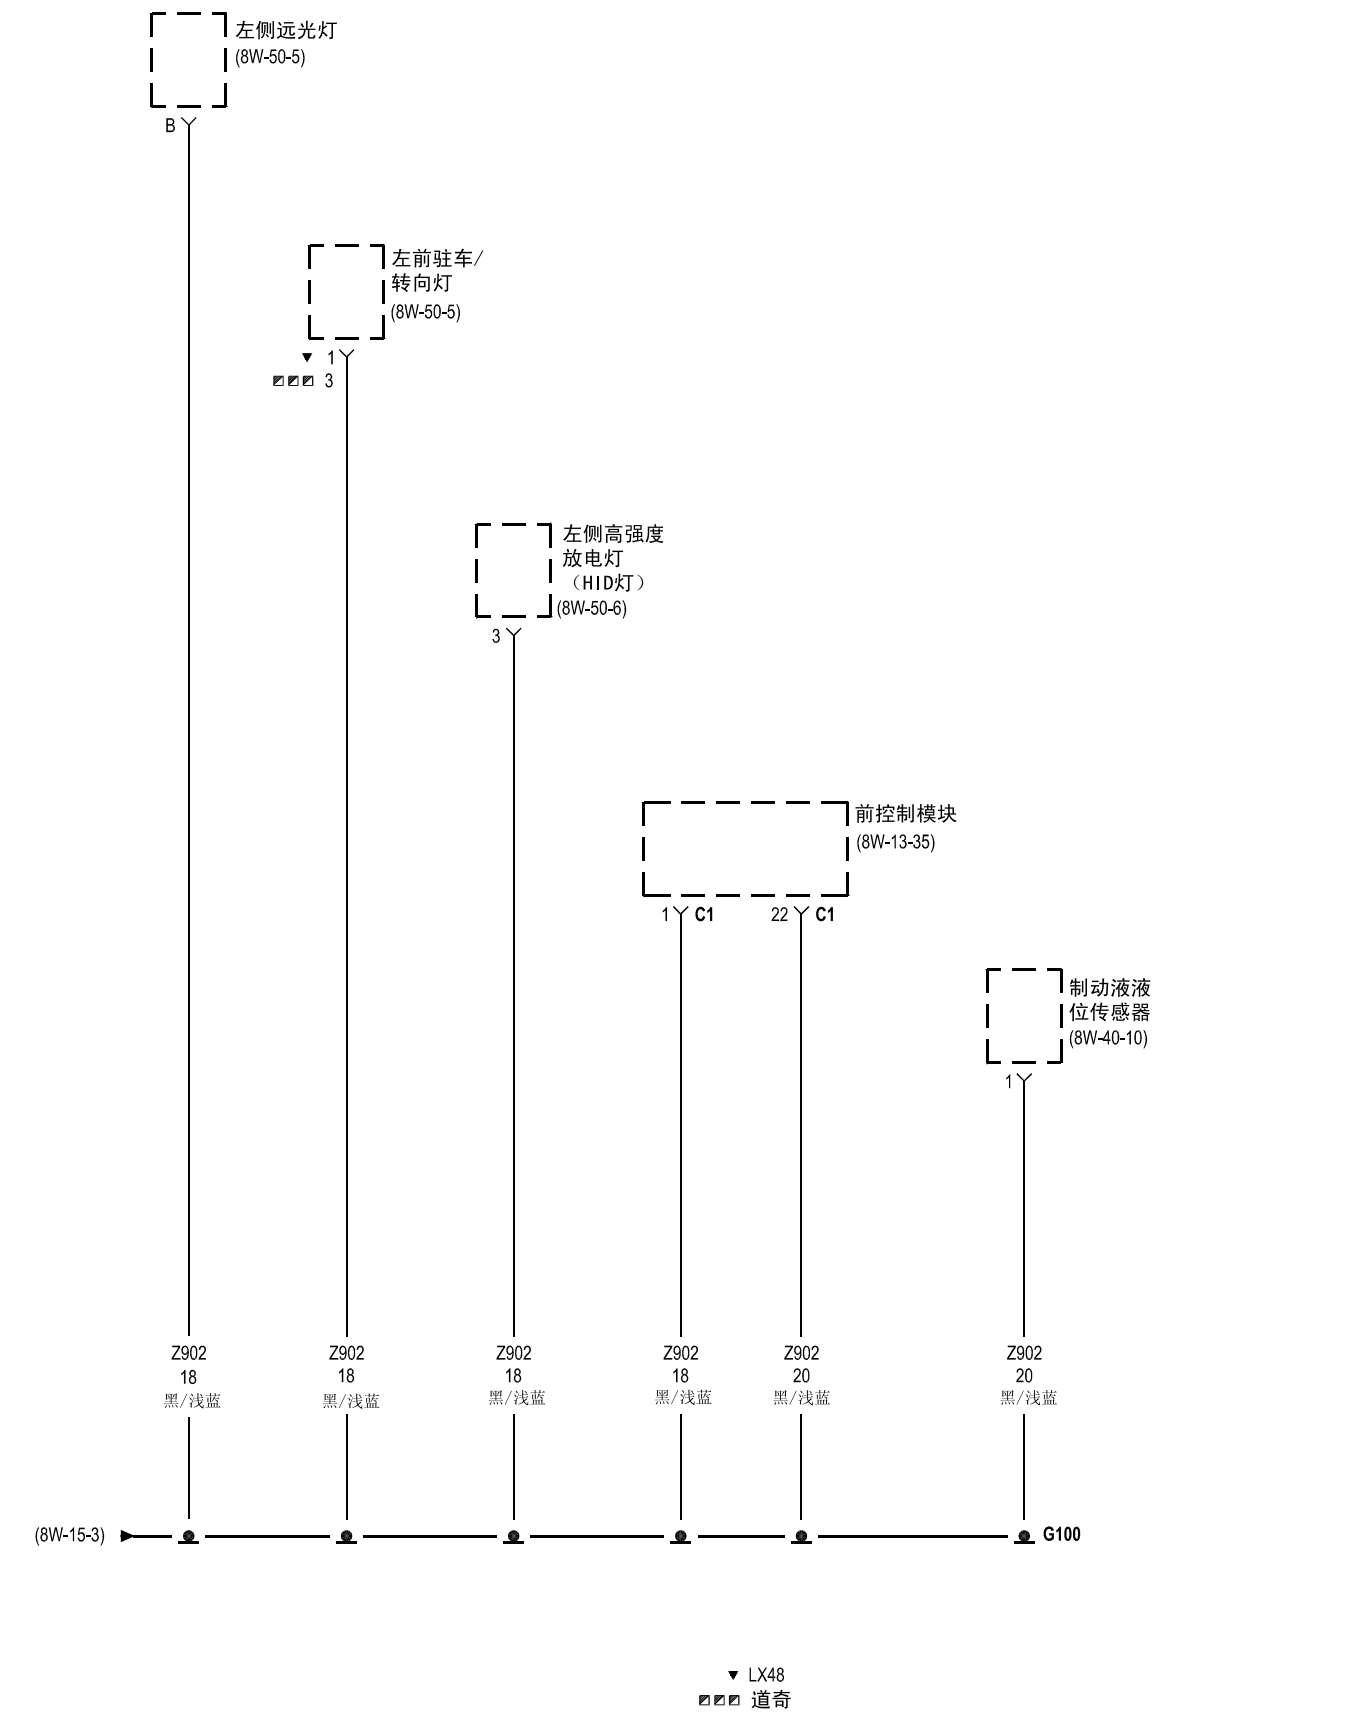 左侧远光灯
(8W-50-5)
B
左前驻车/
转向灯
(8W-50-5)
1
3
左侧高强度
放电灯
（HID灯）
(8W-50-6)
3
前控制模块
(8W-13-35)
1 C1 22 C1
制动液液
位传感器
(8W-40-10)
1
Z902 Z902 Z902 Z902 Z902 Z902
18 18 18 18 20 20
黑/浅蓝 黑/浅蓝 黑/浅蓝 黑/浅蓝 黑/浅蓝 黑/浅蓝
(8W-15-3) G100
LX48
道奇